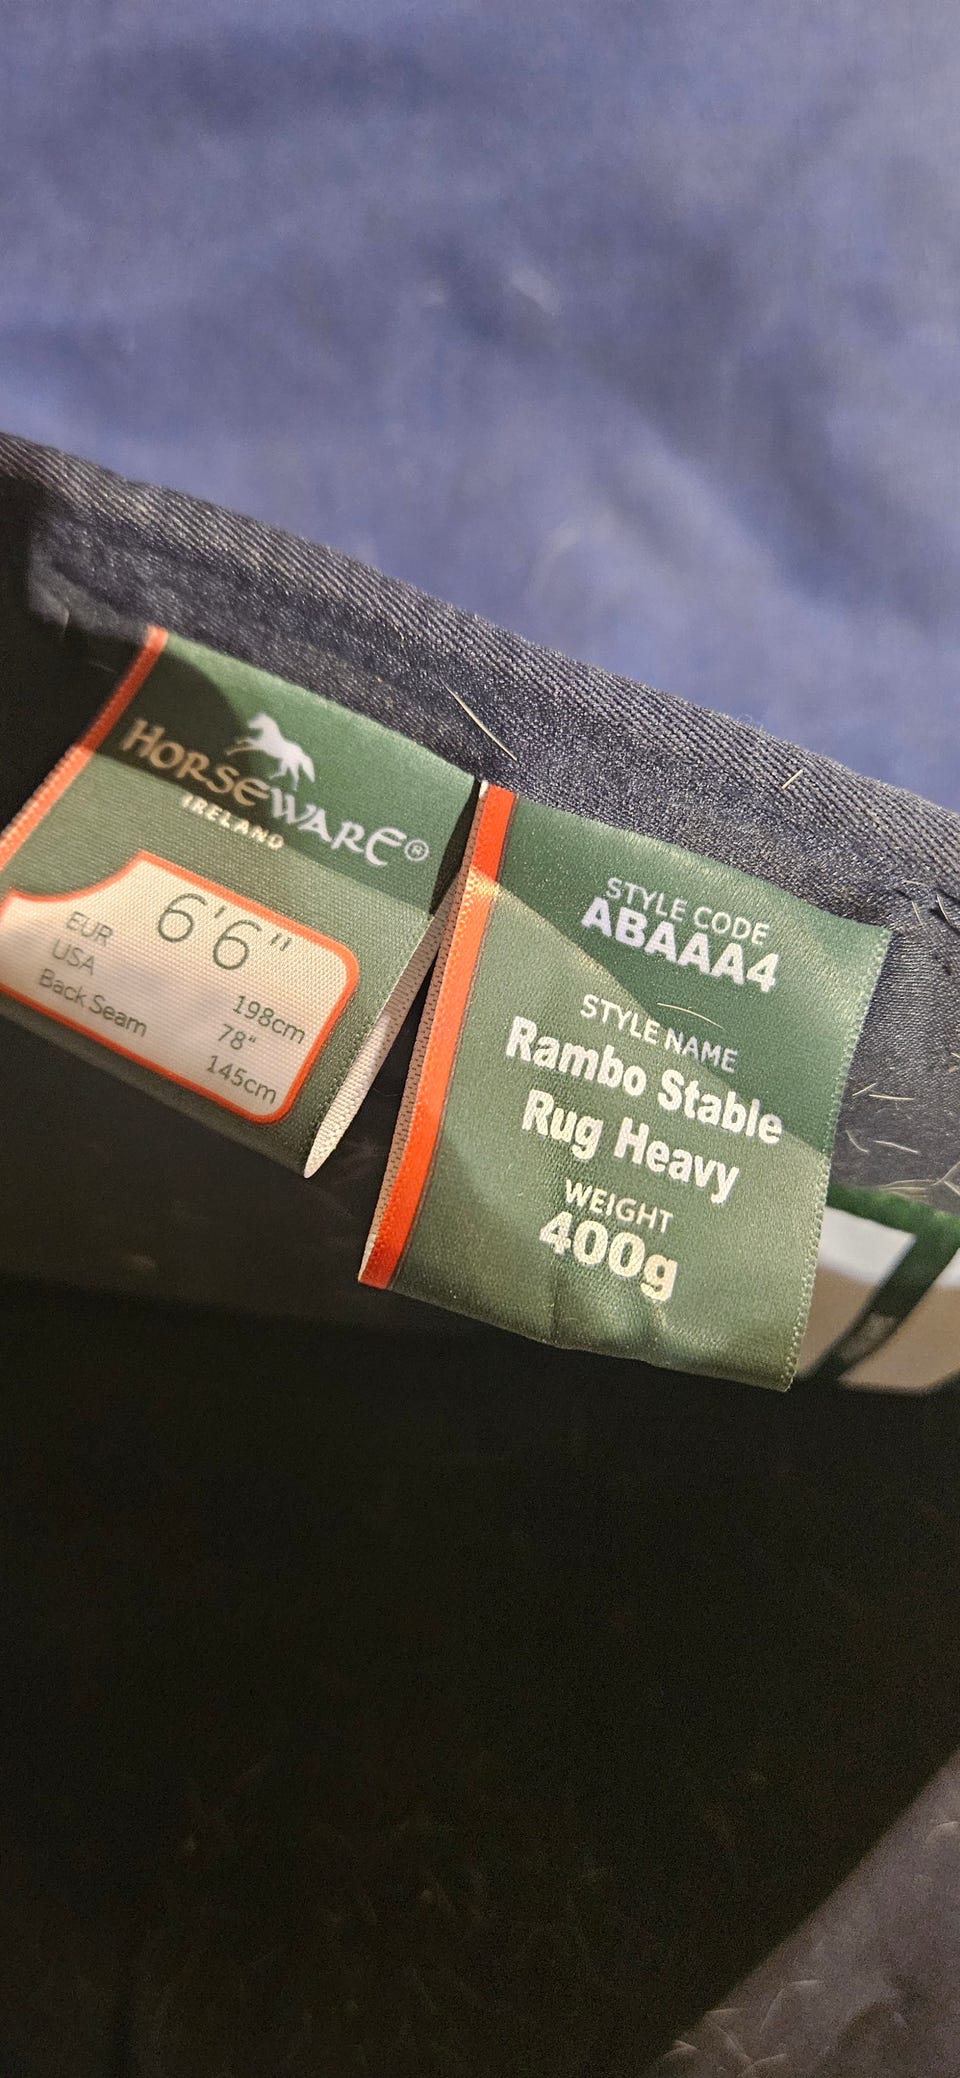 HORSEWARE®
IRELAND
6'6"
EUR 198cm
USA 78"
Back Seam 145cm
STYLE CODE
ABAAA4
STYLE NAME
Rambo Stable
Rug Heavy
WEIGHT
400g